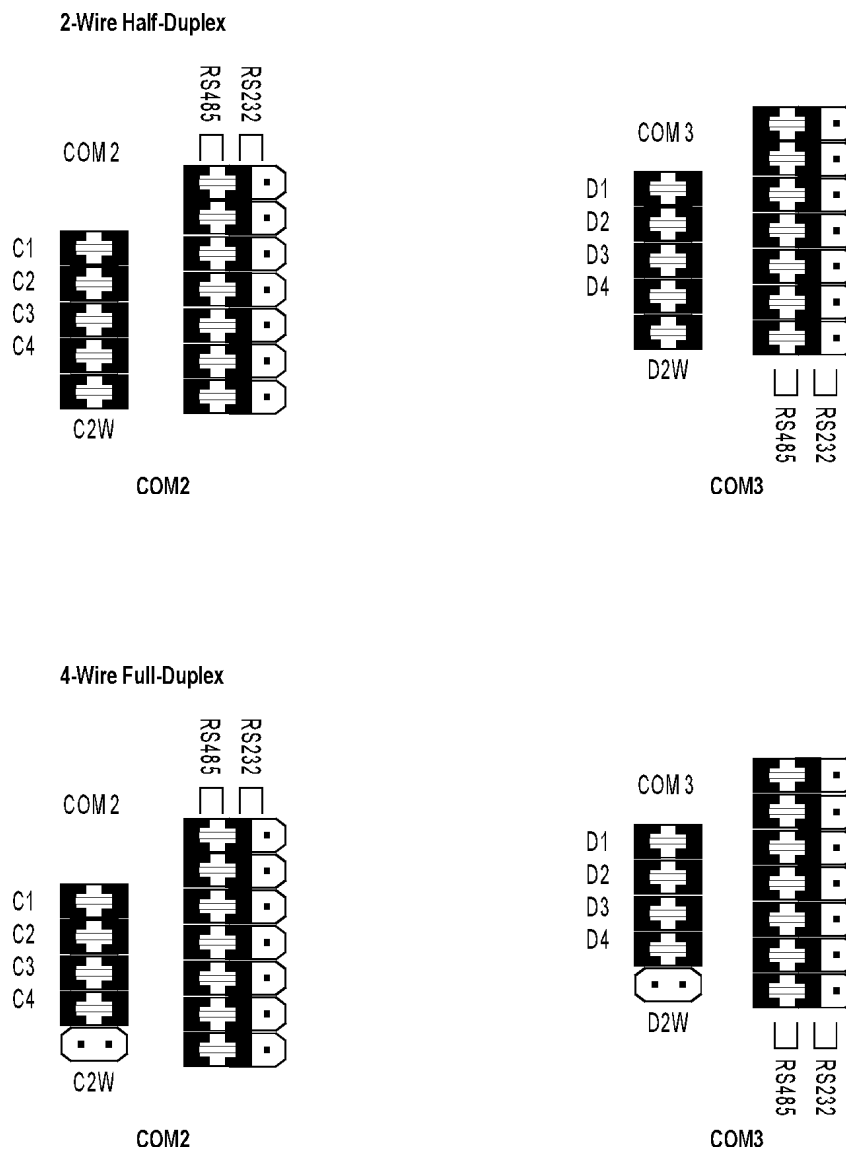 2-Wire Half-Duplex
RS485
RS232
COM 2
C1
C2
C3
C4
C2W
COM2
COM 3
D1
D2
D3
D4
D2W
RS485
RS232
COM3
4-Wire Full-Duplex
RS485
RS232
COM 2
C1
C2
C3
C4
C2W
COM2
COM 3
D1
D2
D3
D4
D2W
RS485
RS232
COM3